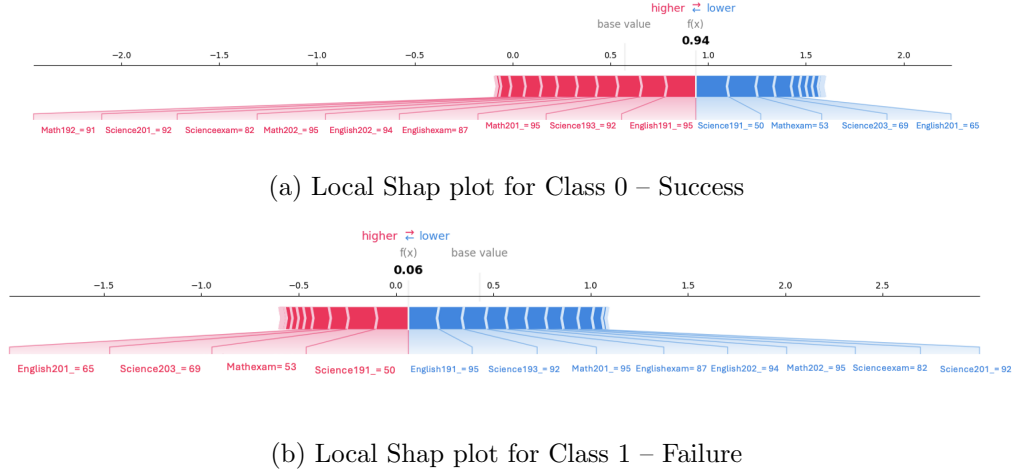 higher ⇄ lower
base value f(x)
0.94
−2.0 −1.5 −1.0 −0.5 0.0 0.5 1.0 1.5 2.0
Math192_= 91 Science201_= 92 Scienceexam= 82 Math202_= 95 English202_= 94 Englishexam= 87 Math201_= 95 Science193_= 92 English191_= 95 Science191_= 50 Mathexam= 53 Science203_= 69 English201_= 65
(a) Local Shap plot for Class 0 – Success
higher ⇄ lower
f(x) base value
0.06
−1.5 −1.0 −0.5 0.0 0.5 1.0 1.5 2.0 2.5
English201_= 65 Science203_= 69 Mathexam= 53 Science191_= 50 English191_= 95 Science193_= 92 Math201_= 95 Englishexam= 87 English202_= 94 Math202_= 95 Scienceexam= 82 Science201_= 92
(b) Local Shap plot for Class 1 – Failure